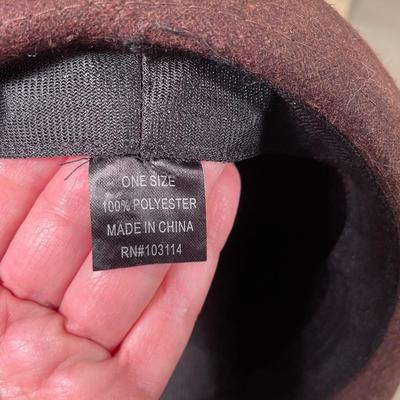 ONE SIZE
100% POLYESTER
MADE IN CHINA
RN#103114